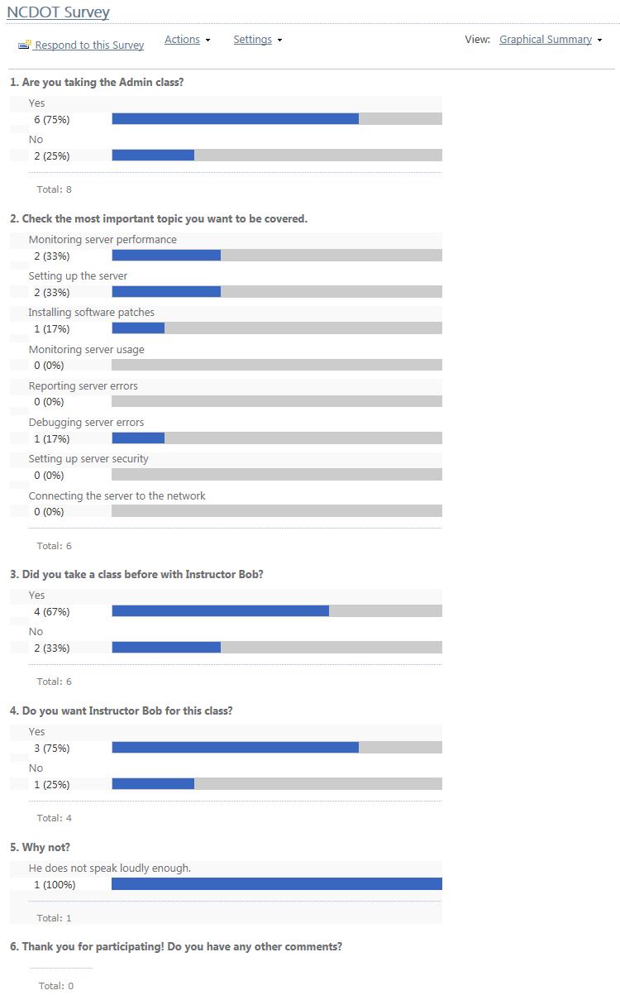 NCDOT Survey
Respond to this Survey Actions Settings View: Graphical Summary
1. Are you taking the Admin class?
Yes
6 (75%)
No
2 (25%)
Total: 8
2. Check the most important topic you want to be covered.
Monitoring server performance
2 (33%)
Setting up the server
2 (33%)
Installing software patches
1 (17%)
Monitoring server usage
0 (0%)
Reporting server errors
0 (0%)
Debugging server errors
1 (17%)
Setting up server security
0 (0%)
Connecting the server to the network
0 (0%)
Total: 6
3. Did you take a class before with Instructor Bob?
Yes
4 (67%)
No
2 (33%)
Total: 6
4. Do you want Instructor Bob for this class?
Yes
3 (75%)
No
1 (25%)
Total: 4
5. Why not?
He does not speak loudly enough.
1 (100%)
Total: 1
6. Thank you for participating! Do you have any other comments?
Total: 0